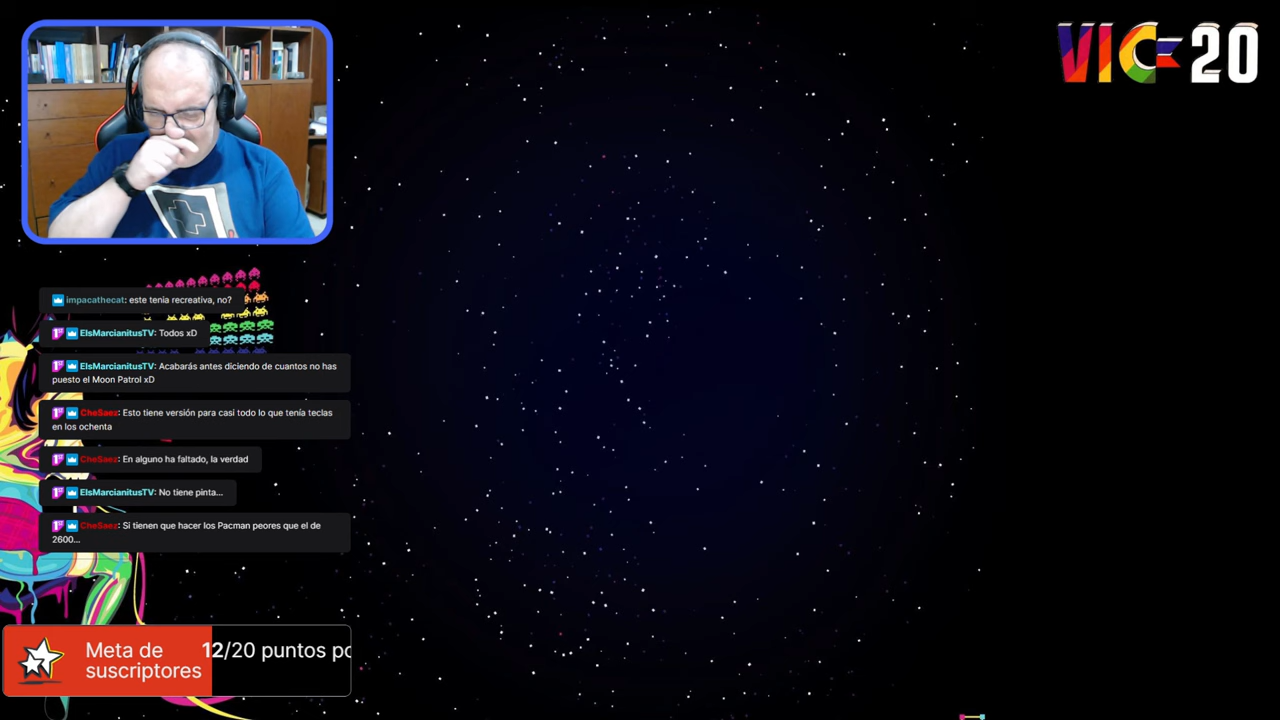 VIC-20
impacathecat: este tenia recreativa, no?
ElsMarcianitusTV: Todos xD
ElsMarcianitusTV: Acabarás antes diciendo de cuantos no has
puesto el Moon Patrol xD
CheSaez: Esto tiene versión para casi todo lo que tenía teclas
en los ochenta
CheSaez: En alguno ha faltado, la verdad
ElsMarcianitusTV: No tiene pinta...
CheSaez: Si tienen que hacer los Pacman peores que el de
2600...
Meta de
suscriptores
12/20 puntos po